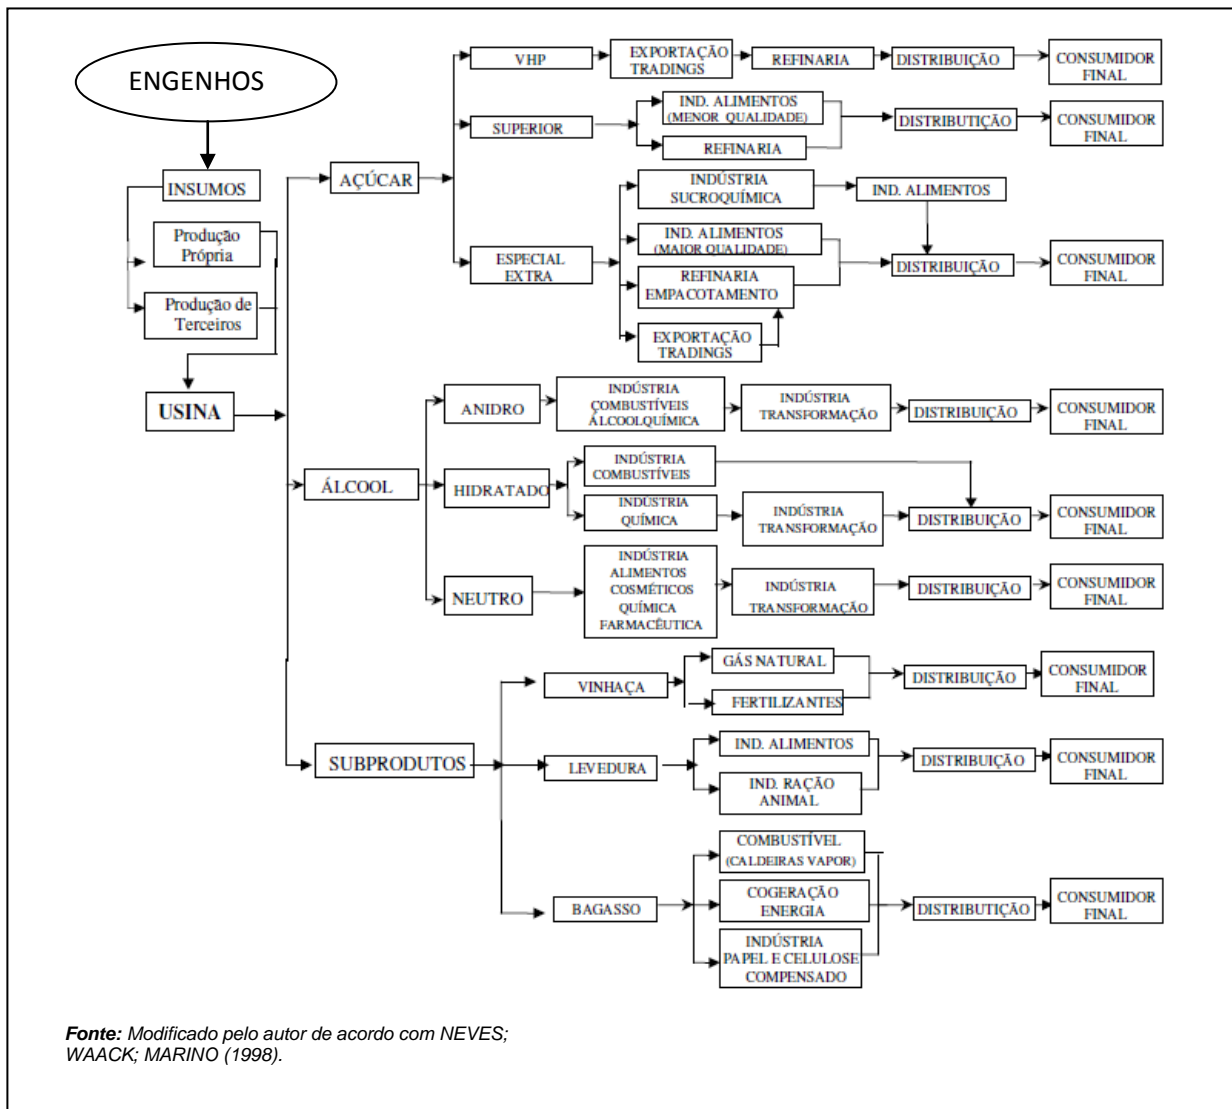 ENGENHOS
INSUMOS
Produção
Própria
Produção de
Terceiros
USINA
AÇÚCAR
VHP
EXPORTAÇÃO
TRADINGS
REFINARIA
DISTRIBUIÇÃO
CONSUMIDOR
FINAL
SUPERIOR
IND. ALIMENTOS
(MENOR QUALIDADE)
REFINARIA
DISTRIBUTIÇÃO
CONSUMIDOR
FINAL
ESPECIAL
EXTRA
INDÚSTRIA
SUCROQUÍMICA
IND. ALIMENTOS
IND. ALIMENTOS
(MAIOR QUALIDADE)
REFINARIA
EMPACOTAMENTO
EXPORTAÇÃO
TRADINGS
DISTRIBUIÇÃO
CONSUMIDOR
FINAL
ÁLCOOL
ANIDRO
INDÚSTRIA
COMBUSTÍVEIS
ÁLCOOLQUÍMICA
INDÚSTRIA
TRANSFORMAÇÃO
DISTRIBUIÇÃO
CONSUMIDOR
FINAL
HIDRATADO
INDÚSTRIA
COMBUSTÍVEIS
INDÚSTRIA
QUÍMICA
INDÚSTRIA
TRANSFORMAÇÃO
DISTRIBUIÇÃO
CONSUMIDOR
FINAL
NEUTRO
INDÚSTRIA
ALIMENTOS
COSMÉTICOS
QUÍMICA
FARMACÊUTICA
INDÚSTRIA
TRANSFORMAÇÃO
DISTRIBUIÇÃO
CONSUMIDOR
FINAL
SUBPRODUTOS
VINHAÇA
GÁS NATURAL
FERTILIZANTES
DISTRIBUIÇÃO
CONSUMIDOR
FINAL
LEVEDURA
IND. ALIMENTOS
IND. RAÇÃO
ANIMAL
DISTRIBUIÇÃO
CONSUMIDOR
FINAL
BAGASSO
COMBUSTÍVEL
(CALDEIRAS VAPOR)
COGERAÇÃO
ENERGIA
INDÚSTRIA
PAPEL E CELULOSE
COMPENSADO
DISTRIBUTIÇÃO
CONSUMIDOR
FINAL
Fonte: Modificado pelo autor de acordo com NEVES;
WAACK; MARINO (1998).